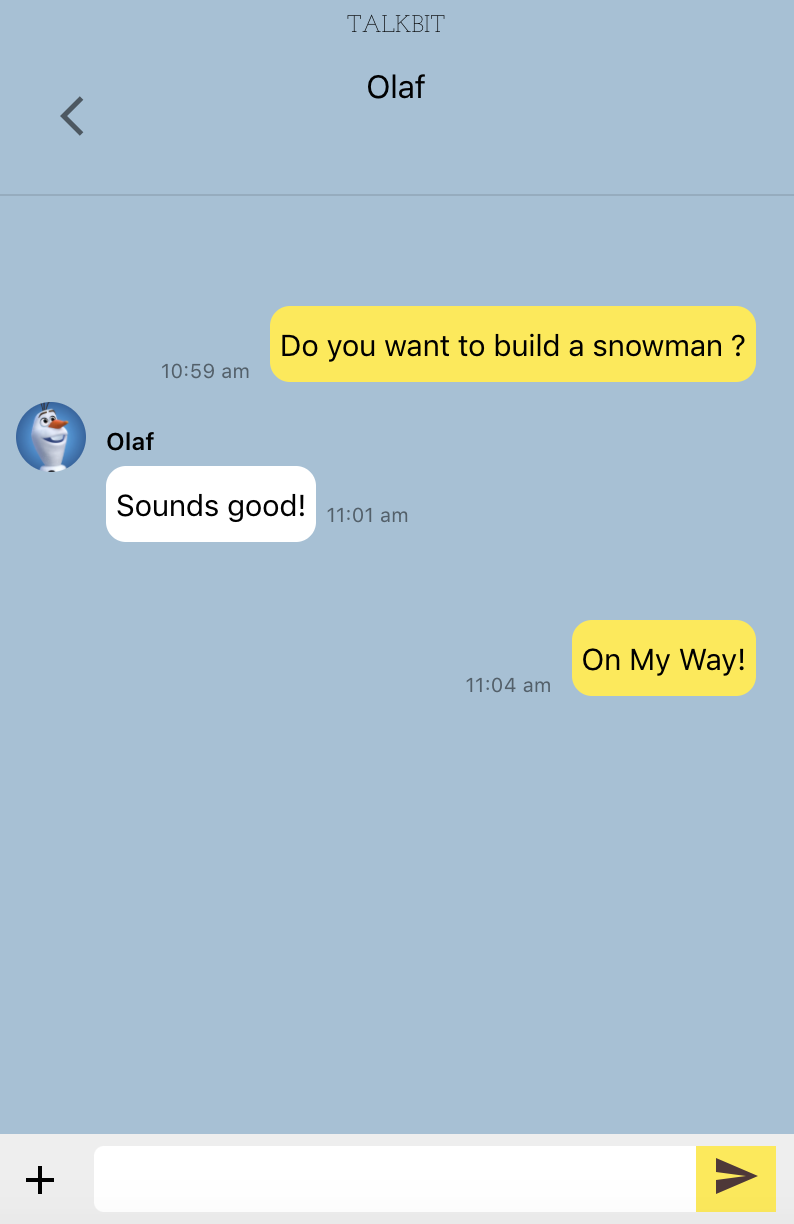 TALKBIT
Olaf
Do you want to build a snowman ?
10:59 am
Olaf
Sounds good!
11:01 am
On My Way!
11:04 am